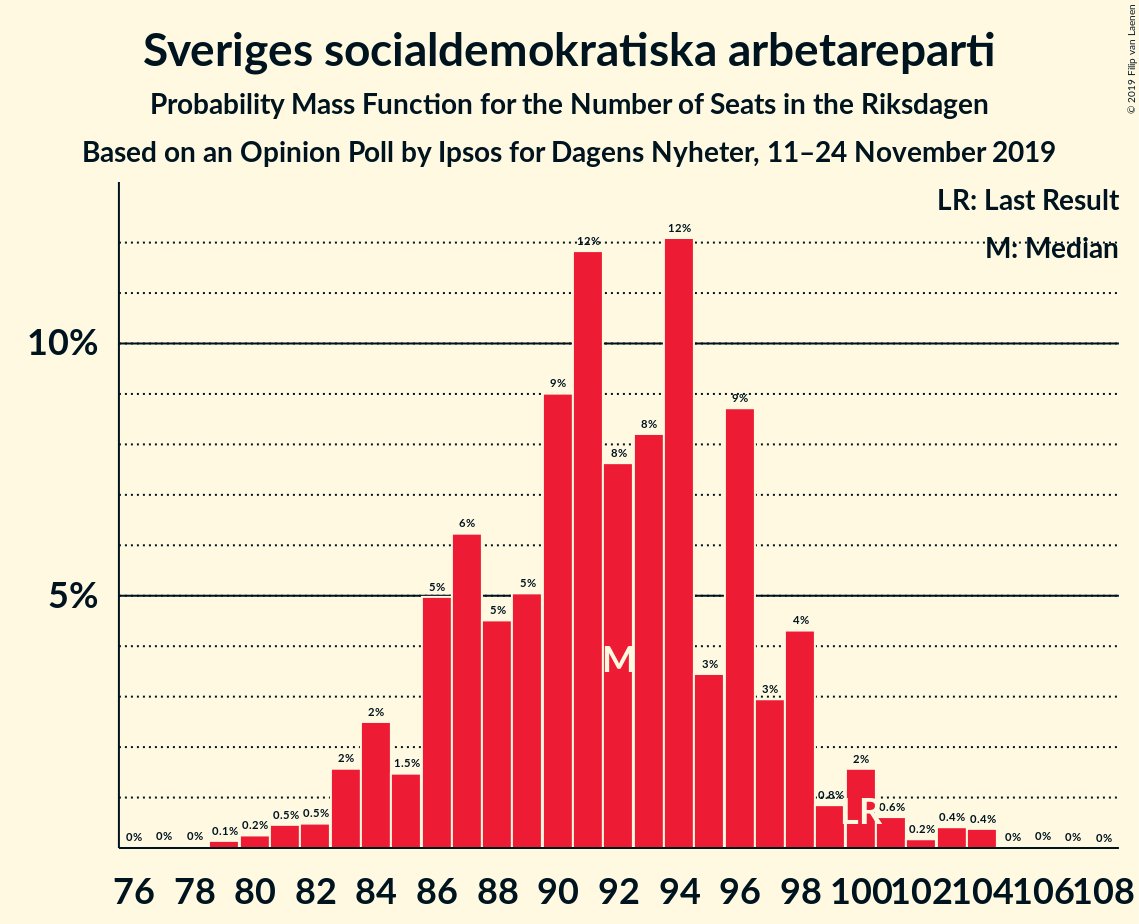 Sveriges socialdemokratiska arbetareparti
Probability Mass Function for the Number of Seats in the Riksdagen
Based on an Opinion Poll by Ipsos for Dagens Nyheter, 11–24 November 2019
© 2019 Filip van Laenen
LR: Last Result
M: Median
10%
5%
0% 0% 0% 0.1% 0.2% 0.5% 0.5% 2% 2% 1.5% 5% 6% 5% 5% 9% 12% 8% 8% 12% 3% 9% 3% 4% 0.8% 2% 0.6% 0.2% 0.4% 0.4% 0% 0% 0% 0%
M
LR
76 78 80 82 84 86 88 90 92 94 96 98 100 102 104 106 108